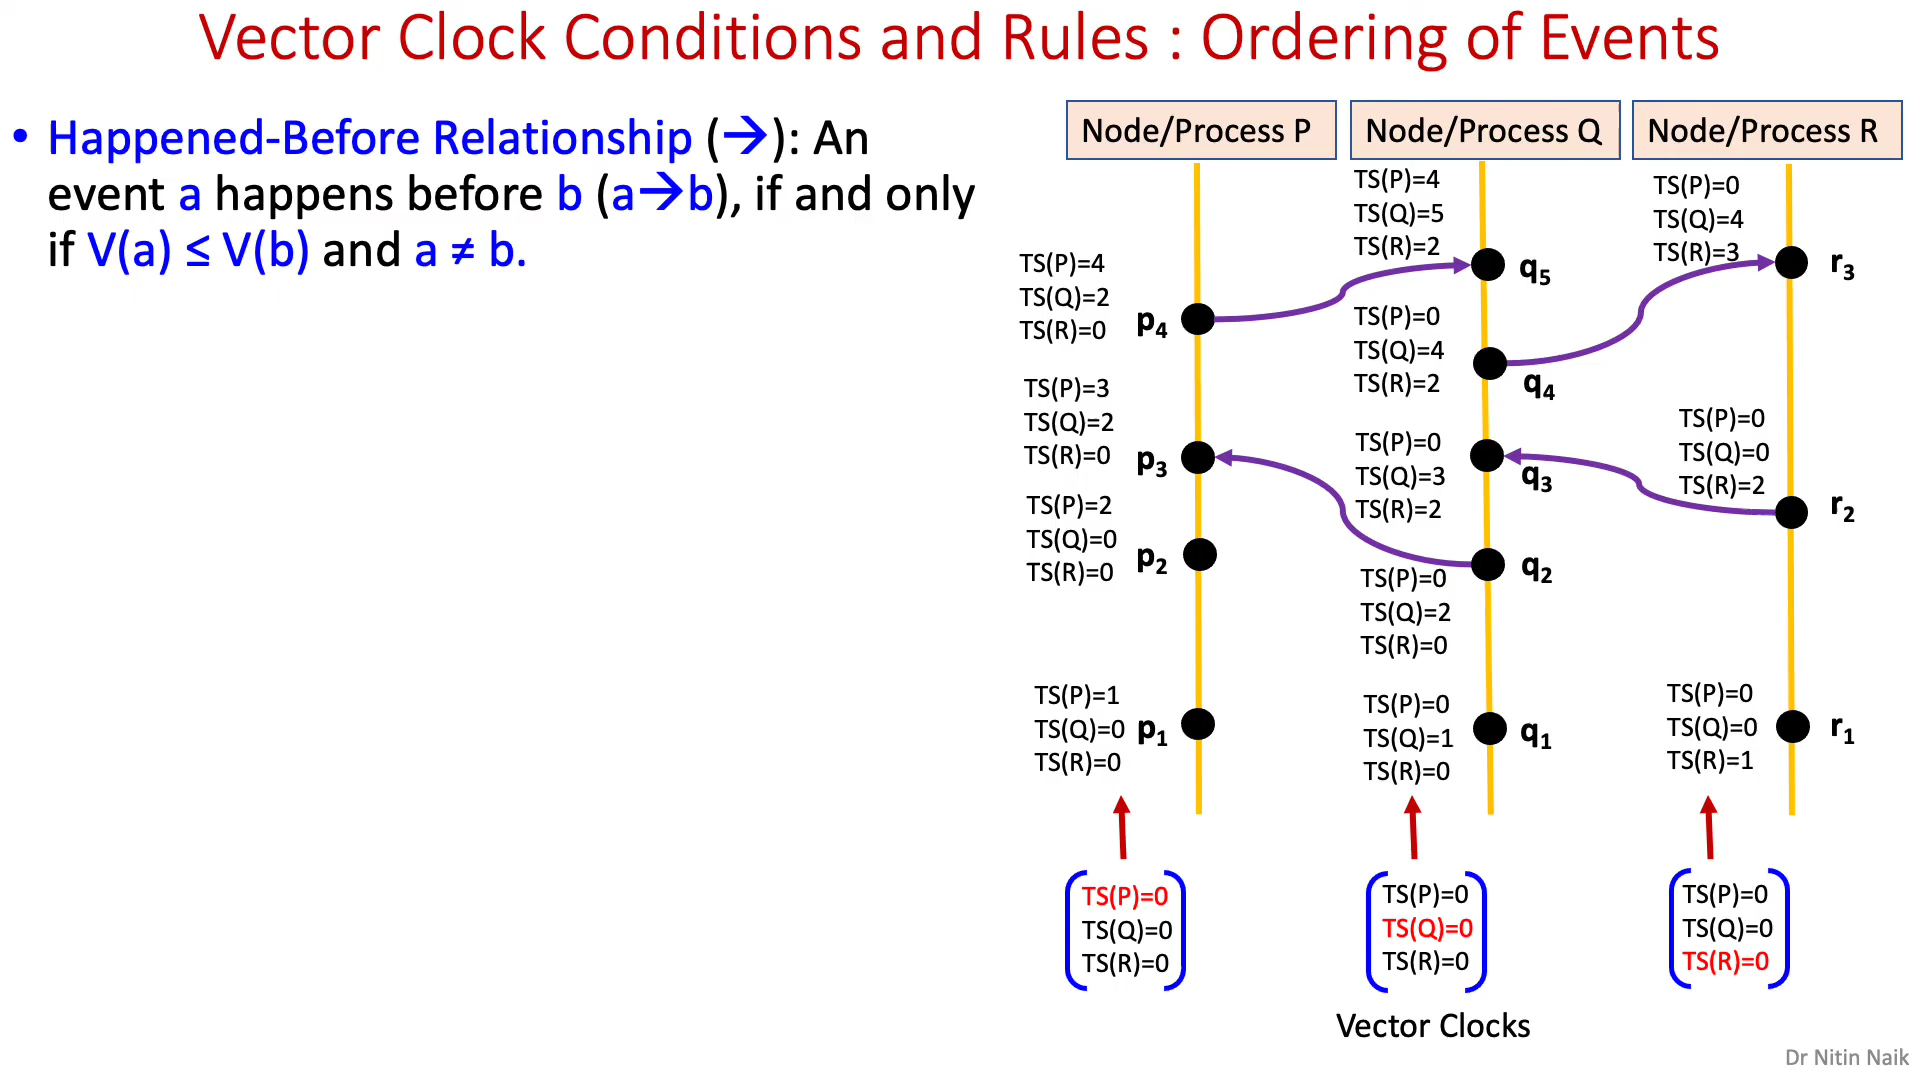 Vector Clock Conditions and Rules : Ordering of Events
• Happened-Before Relationship (→): An
event a happens before b (a→b), if and only
if V(a) ≤ V(b) and a ≠ b.
Node/Process P
TS(P)=4
TS(Q)=2
TS(R)=0
p4
TS(P)=3
TS(Q)=2
TS(R)=0
p3
TS(P)=2
TS(Q)=0
TS(R)=0
p2
TS(P)=1
TS(Q)=0
TS(R)=0
p1
TS(P)=0
TS(Q)=0
TS(R)=0
Node/Process Q
TS(P)=4
TS(Q)=5
TS(R)=2
q5
TS(P)=0
TS(Q)=4
TS(R)=2
q4
TS(P)=0
TS(Q)=3
TS(R)=2
q3
q2
TS(P)=0
TS(Q)=2
TS(R)=0
TS(P)=0
TS(Q)=1
TS(R)=0
q1
TS(P)=0
TS(Q)=0
TS(R)=0
Node/Process R
TS(P)=0
TS(Q)=4
TS(R)=3
r3
TS(P)=0
TS(Q)=0
TS(R)=2
r2
TS(P)=0
TS(Q)=0
TS(R)=1
r1
TS(P)=0
TS(Q)=0
TS(R)=0
Vector Clocks
Dr Nitin Naik